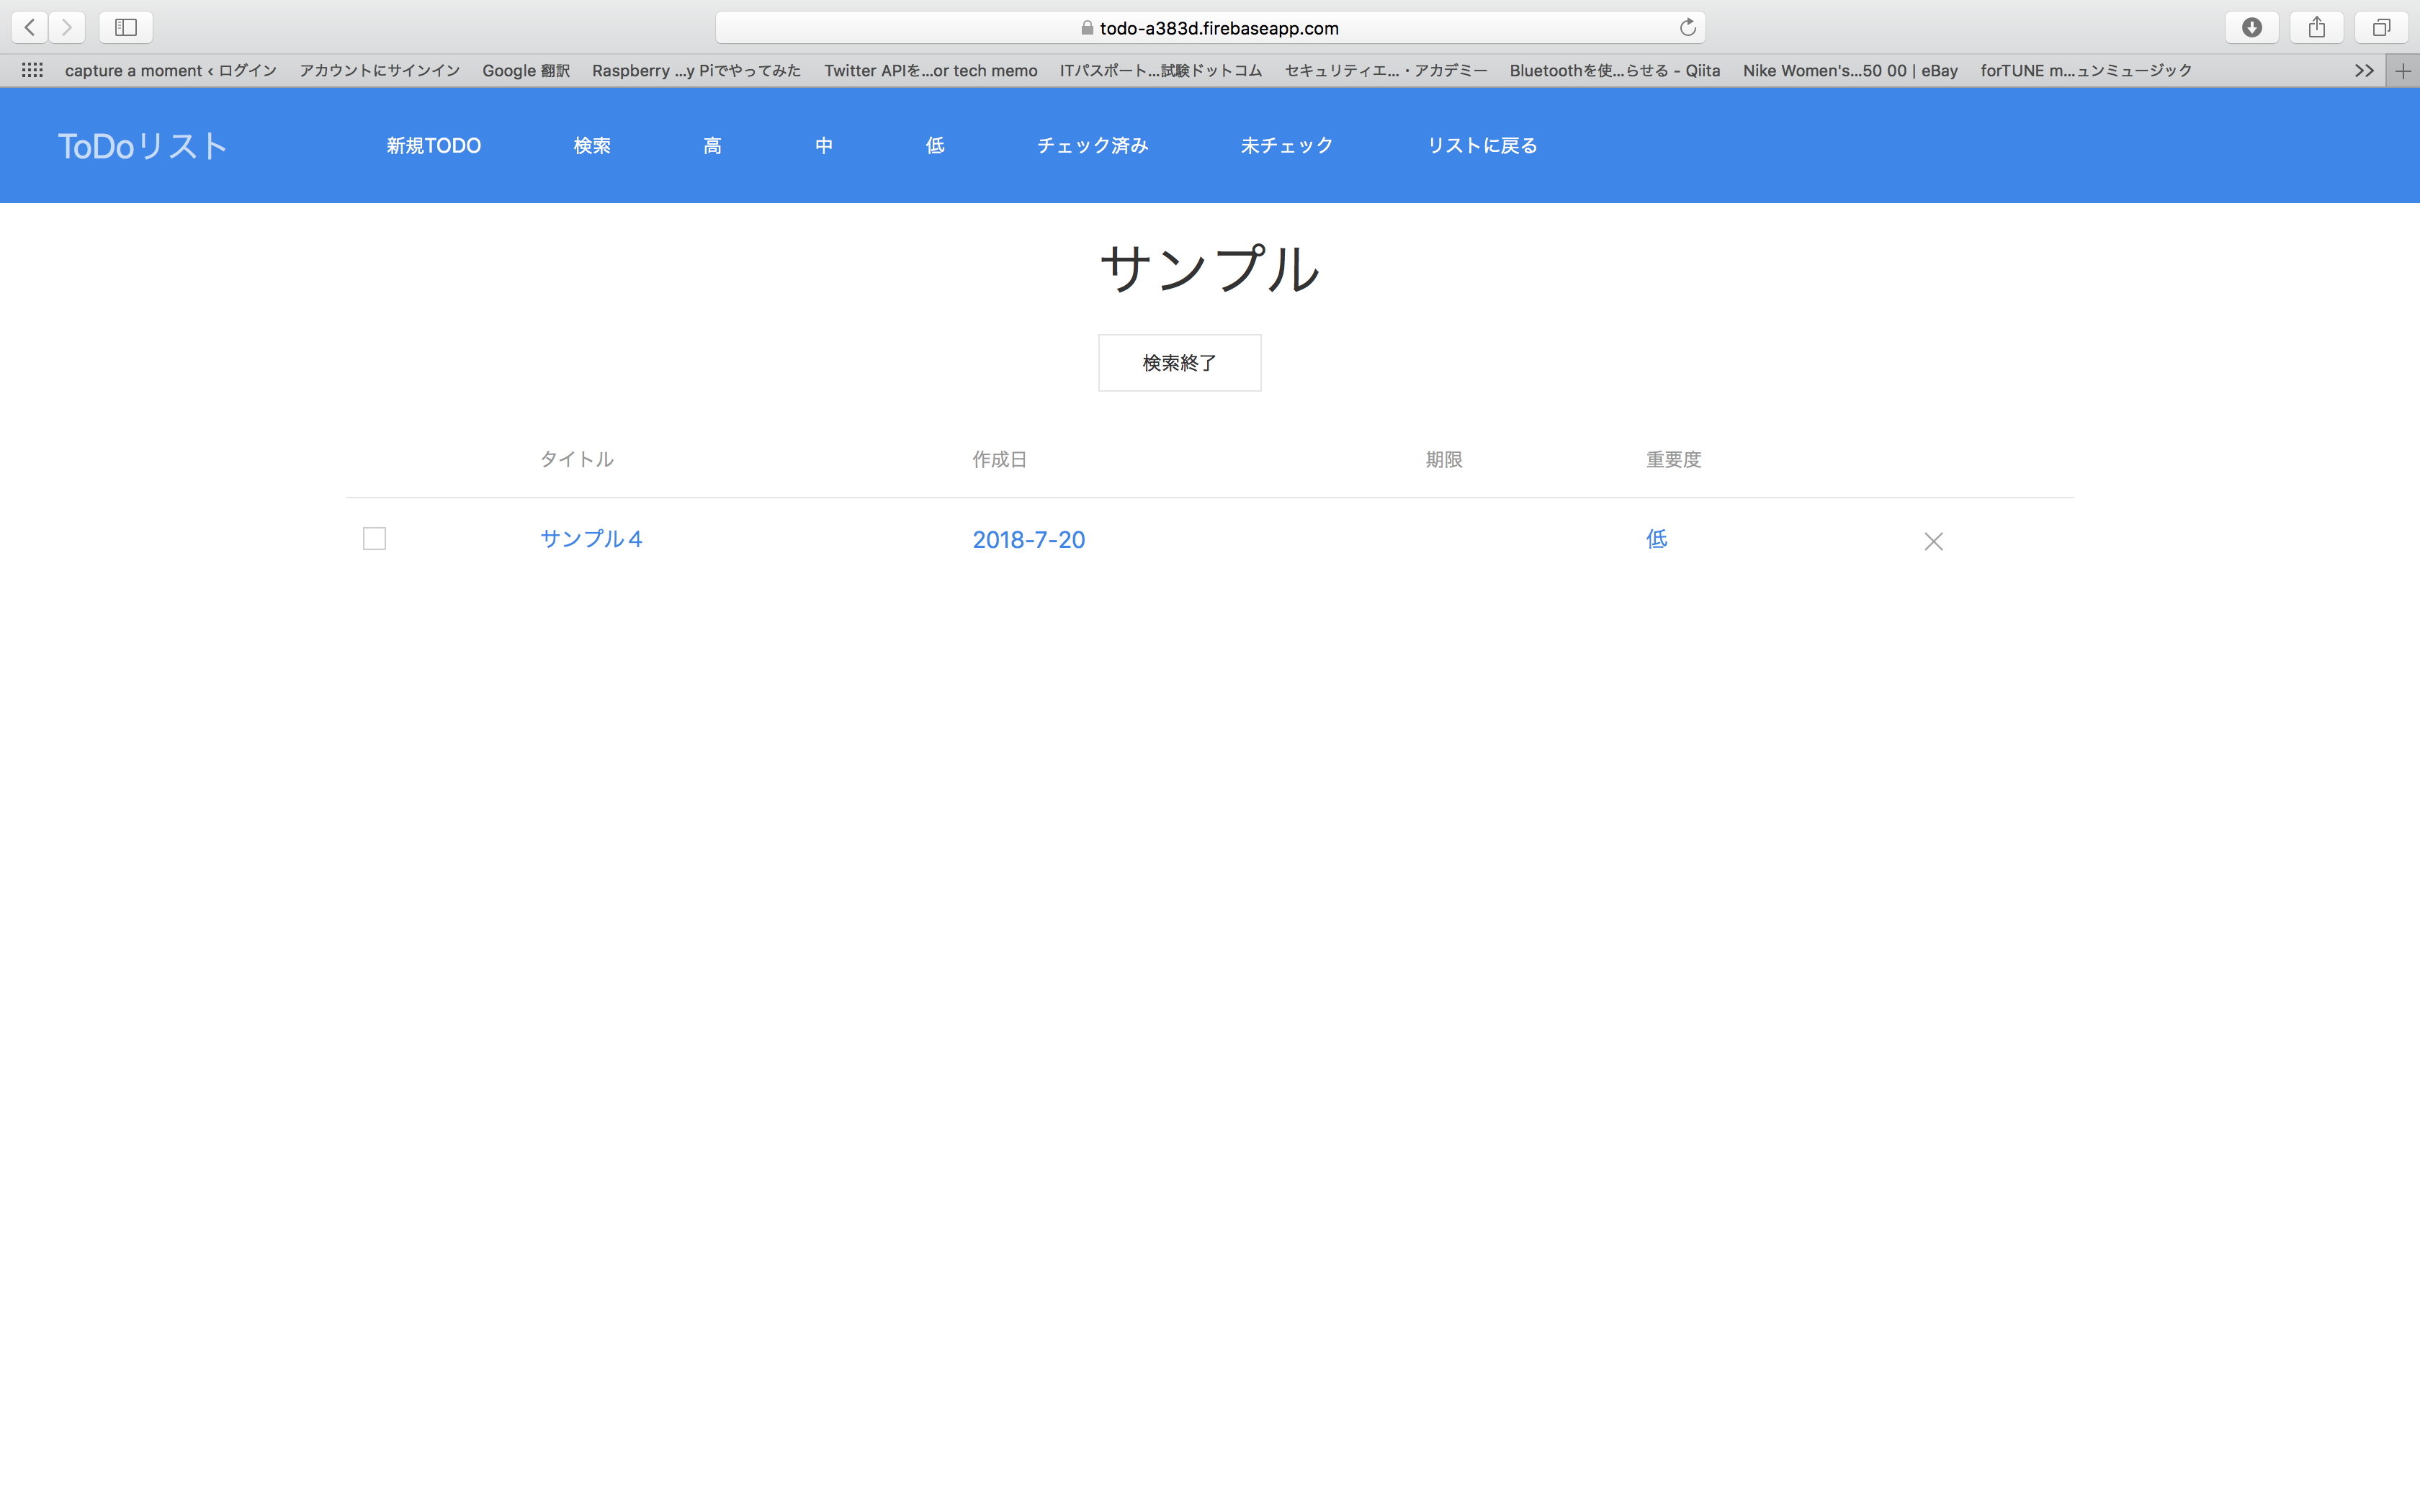 todo-a383d.firebaseapp.com
capture a moment ‹ ログイン アカウントにサインイン Google 翻訳 Raspberry ...y Piでやってみた Twitter APIを...or tech memo ITパスポート...試験ドットコム セキュリティエ...・アカデミー Bluetoothを使...らせる - Qiita Nike Women's...50 00 | eBay forTUNE m...ュンミュージック
ToDoリスト 新規TODO 検索 高 中 低 チェック済み 未チェック リストに戻る
サンプル
検索終了
タイトル 作成日 期限 重要度
サンプル４ 2018-7-20 低